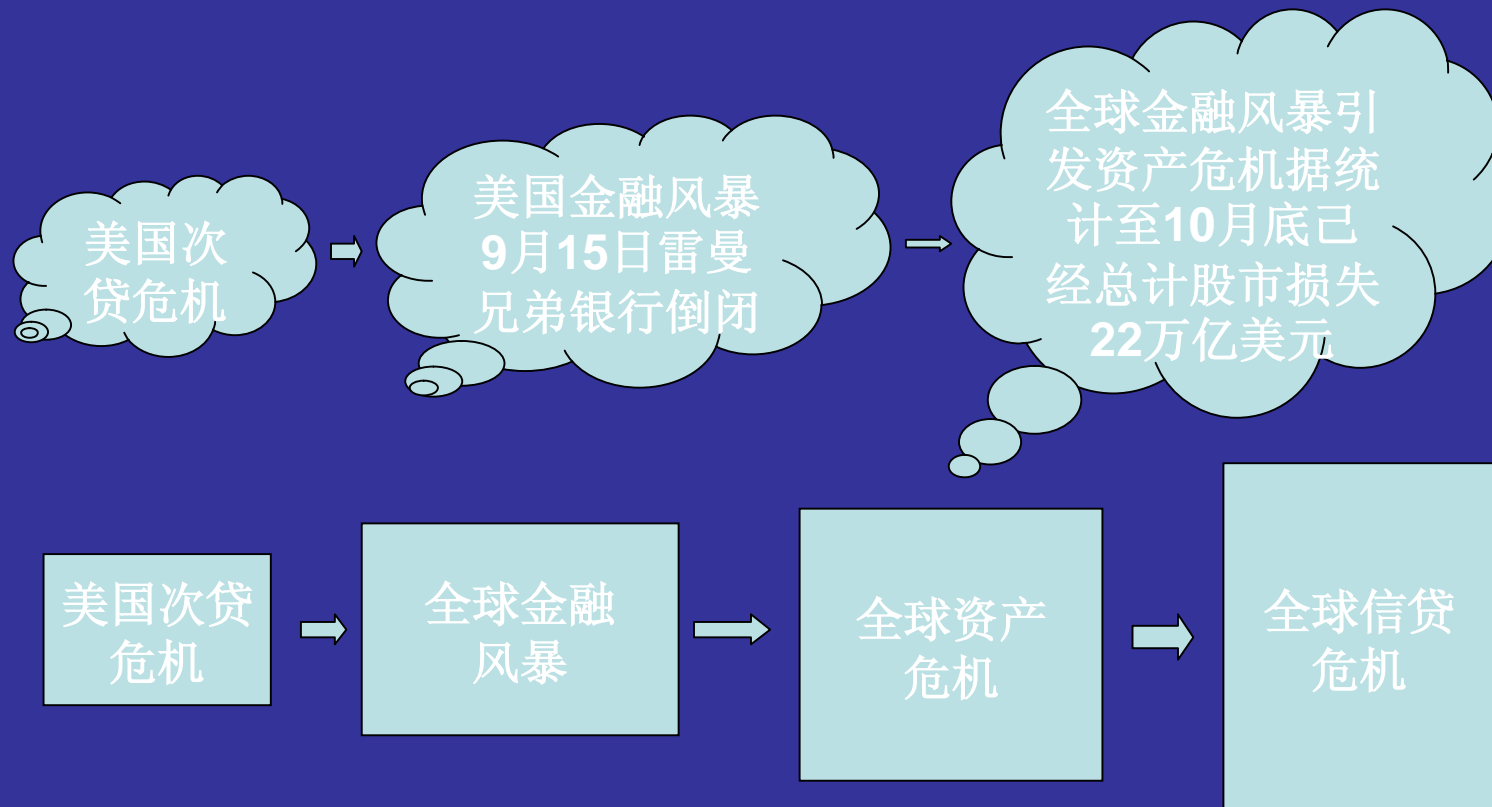 美国次
贷危机
美国金融风暴
9月15日雷曼
兄弟银行倒闭
全球金融风暴引
发资产危机据统
计至10月底己
经总计股市损失
22万亿美元
美国次贷
危机
全球金融
风暴
全球资产
危机
全球信贷
危机